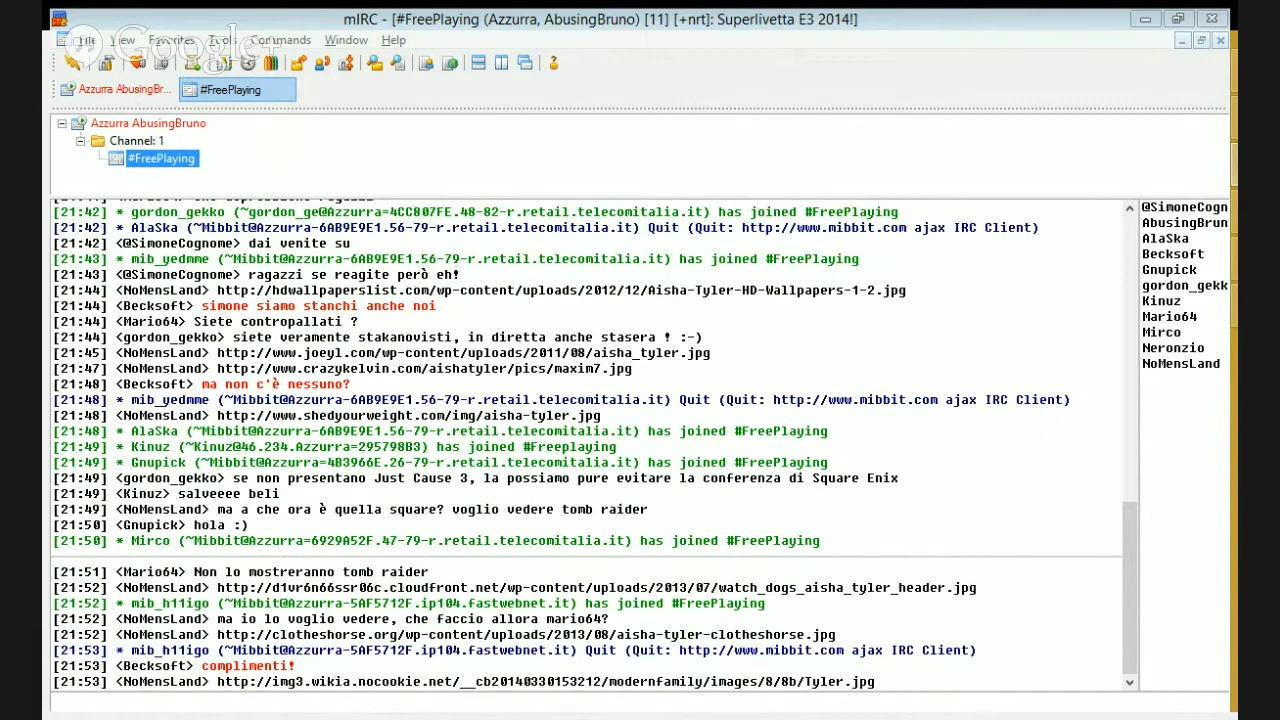 mIRC - [#FreePlaying (Azzurra, AbusingBruno) [11] [+nrt]: Superlivetta E3 2014!]
File View Favorites Tools Commands Window Help
Google+
Azzurra AbusingBr... #FreePlaying
Azzurra AbusingBruno
Channel: 1
#FreePlaying
[21:42] * gordon_gekko (~gordon_ge@Azzurra=4CC807FE.48-82-r.retail.telecomitalia.it) has joined #FreePlaying
[21:42] * AlaSka (~Mibbit@Azzurra-6AB9E9E1.56-79-r.retail.telecomitalia.it) Quit (Quit: http://www.mibbit.com ajax IRC Client)
[21:42] <@SimoneCognome> dai venite su
[21:43] * mib_yedmme (~Mibbit@Azzurra-6AB9E9E1.56-79-r.retail.telecomitalia.it) has joined #FreePlaying
[21:43] <@SimoneCognome> ragazzi se reagite però eh!
[21:44] <NoMensLand> http://hdwallpaperslist.com/wp-content/uploads/2012/12/Aisha-Tyler-HD-Wallpapers-1-2.jpg
[21:44] <Becksoft> simone siamo stanchi anche noi
[21:44] <Mario64> Siete contropallati ?
[21:44] <gordon_gekko> siete veramente stakanovisti, in diretta anche stasera ! :-)
[21:45] <NoMensLand> http://www.joeyl.com/wp-content/uploads/2011/08/aisha_tyler.jpg
[21:47] <NoMensLand> http://www.crazykelvin.com/aishatyler/pics/maxim7.jpg
[21:48] <Becksoft> ma non c'è nessuno?
[21:48] * mib_yedmme (~Mibbit@Azzurra-6AB9E9E1.56-79-r.retail.telecomitalia.it) Quit (Quit: http://www.mibbit.com ajax IRC Client)
[21:48] <NoMensLand> http://www.shedyourweight.com/img/aisha-tyler.jpg
[21:48] * AlaSka (~Mibbit@Azzurra-6AB9E9E1.56-79-r.retail.telecomitalia.it) has joined #FreePlaying
[21:49] * Kinuz (~Kinuz@46.234.Azzurra=295798B3) has joined #Freeplaying
[21:49] * Gnupick (~Mibbit@Azzurra=4B3966E.26-79-r.retail.telecomitalia.it) has joined #FreePlaying
[21:49] <gordon_gekko> se non presentano Just Cause 3, la possiamo pure evitare la conferenza di Square Enix
[21:49] <Kinuz> salveeee beli
[21:49] <NoMensLand> ma a che ora è quella square? voglio vedere tomb raider
[21:50] <Gnupick> hola :)
[21:50] * Mirco (~Mibbit@Azzurra=6929A52F.47-79-r.retail.telecomitalia.it) has joined #FreePlaying
[21:51] <Mario64> Non lo mostreranno tomb raider
[21:52] <NoMensLand> http://d1vr6n66ssr06c.cloudfront.net/wp-content/uploads/2013/07/watch_dogs_aisha_tyler_header.jpg
[21:52] * mib_h11igo (~Mibbit@Azzurra-5AF5712F.ip104.fastwebnet.it) has joined #FreePlaying
[21:52] <NoMensLand> ma io lo voglio vedere, che faccio allora mario64?
[21:52] <NoMensLand> http://clotheshorse.org/wp-content/uploads/2013/08/aisha-tyler-clotheshorse.jpg
[21:53] * mib_h11igo (~Mibbit@Azzurra-5AF5712F.ip104.fastwebnet.it) Quit (Quit: http://www.mibbit.com ajax IRC Client)
[21:53] <Becksoft> complimenti!
[21:53] <NoMensLand> http://img3.wikia.nocookie.net/__cb20140330153212/modernfamily/images/8/8b/Tyler.jpg
@SimoneCogn
AbusingBrun
AlaSka
Becksoft
Gnupick
gordon_gekk
Kinuz
Mario64
Mirco
Neronzio
NoMensLand